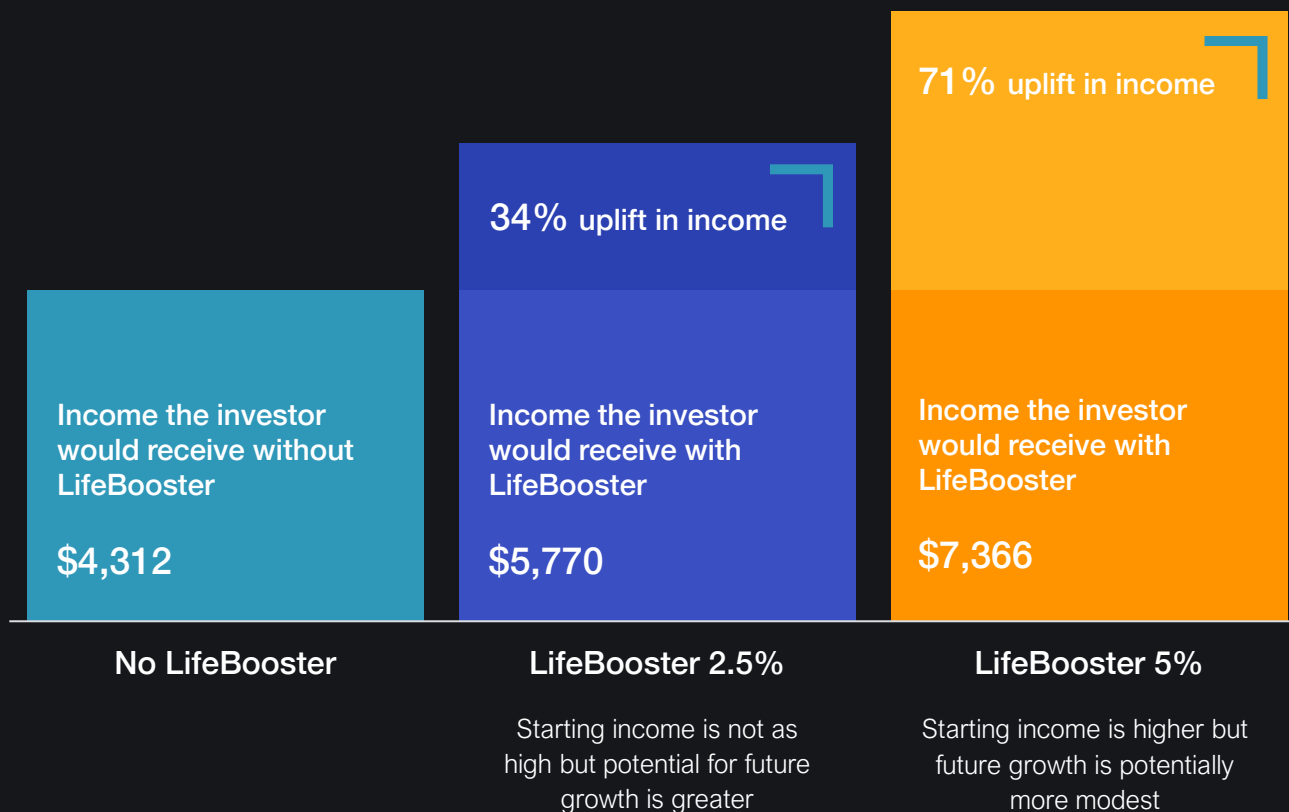 71% uplift in income
34% uplift in income
Income the investor
would receive without
LifeBooster
$4,312
Income the investor
would receive with
LifeBooster
$5,770
Income the investor
would receive with
LifeBooster
$7,366
No LifeBooster
LifeBooster 2.5%
Starting income is not as
high but potential for future
growth is greater
LifeBooster 5%
Starting income is higher but
future growth is potentially
more modest